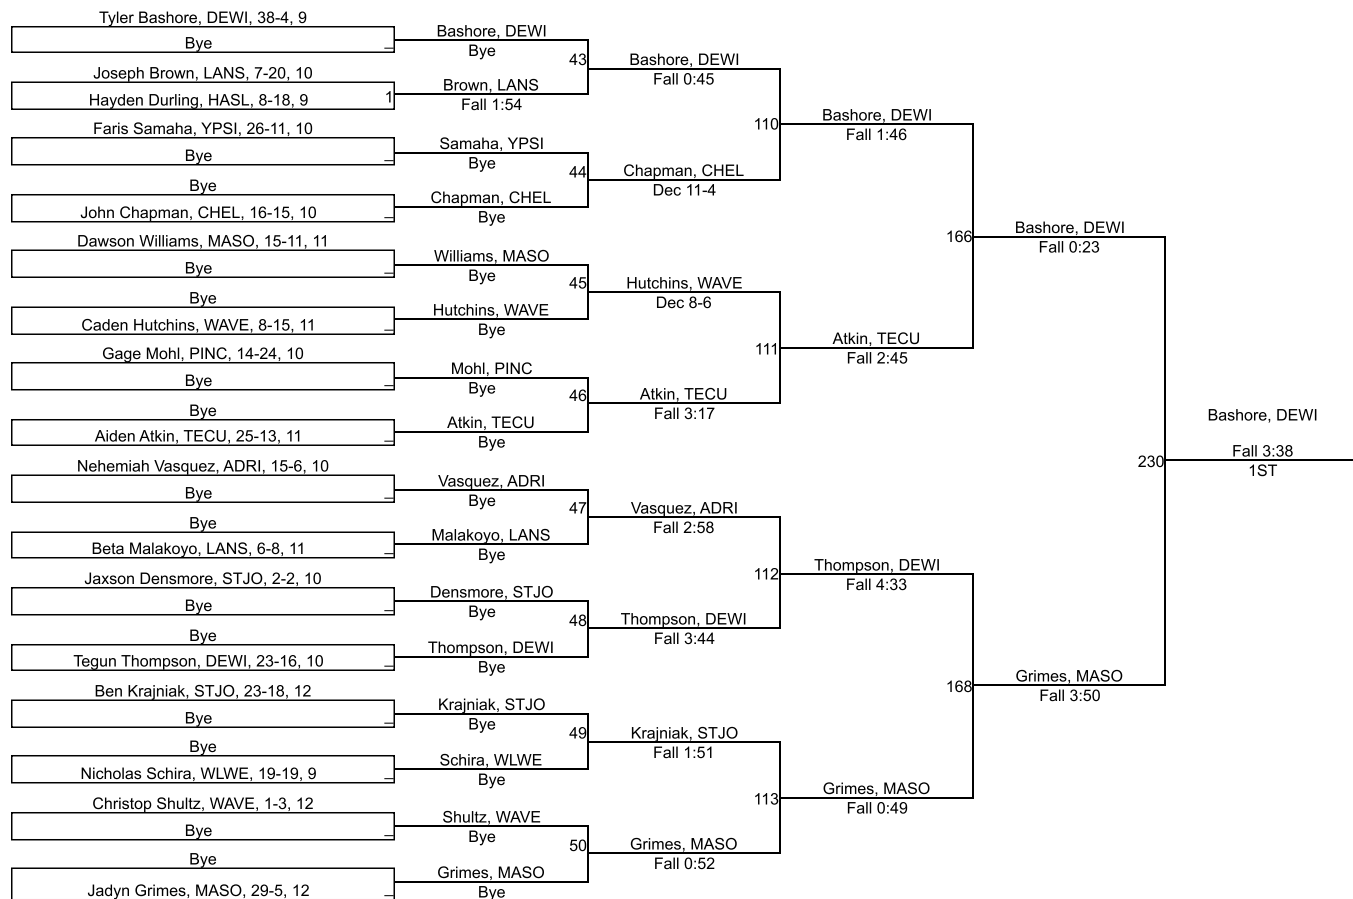 Tyler Bashore, DEWI, 38-4, 9
Bye
_
Joseph Brown, LANS, 7-20, 10
Hayden Durling, HASL, 8-18, 9
1
Faris Samaha, YPSI, 26-11, 10
Bye
_
Bye
John Chapman, CHEL, 16-15, 10
_
Dawson Williams, MASO, 15-11, 11
Bye
_
Bye
Caden Hutchins, WAVE, 8-15, 11
_
Gage Mohl, PINC, 14-24, 10
Bye
_
Bye
Aiden Atkin, TECU, 25-13, 11
_
Nehemiah Vasquez, ADRI, 15-6, 10
Bye
_
Bye
Beta Malakoyo, LANS, 6-8, 11
_
Jaxson Densmore, STJO, 2-2, 10
Bye
_
Bye
Tegun Thompson, DEWI, 23-16, 10
_
Ben Krajniak, STJO, 23-18, 12
Bye
_
Bye
Nicholas Schira, WLWE, 19-19, 9
_
Christop Shultz, WAVE, 1-3, 12
Bye
_
Bye
Jadyn Grimes, MASO, 29-5, 12
_
Bashore, DEWI
Bye
43
Brown, LANS
Fall 1:54
Samaha, YPSI
Bye
44
Chapman, CHEL
Bye
Williams, MASO
Bye
45
Hutchins, WAVE
Bye
Mohl, PINC
Bye
46
Atkin, TECU
Bye
Vasquez, ADRI
Bye
47
Malakoyo, LANS
Bye
Densmore, STJO
Bye
48
Thompson, DEWI
Bye
Krajniak, STJO
Bye
49
Schira, WLWE
Bye
Shultz, WAVE
Bye
50
Grimes, MASO
Bye
Bashore, DEWI
Fall 0:45
110
Chapman, CHEL
Dec 11-4
Hutchins, WAVE
Dec 8-6
111
Atkin, TECU
Fall 3:17
Vasquez, ADRI
Fall 2:58
112
Thompson, DEWI
Fall 3:44
Krajniak, STJO
Fall 1:51
113
Grimes, MASO
Fall 0:52
Bashore, DEWI
Fall 1:46
166
Atkin, TECU
Fall 2:45
Thompson, DEWI
Fall 4:33
168
Grimes, MASO
Fall 0:49
Bashore, DEWI
Fall 0:23
230
Grimes, MASO
Fall 3:50
Bashore, DEWI
Fall 3:38
1ST